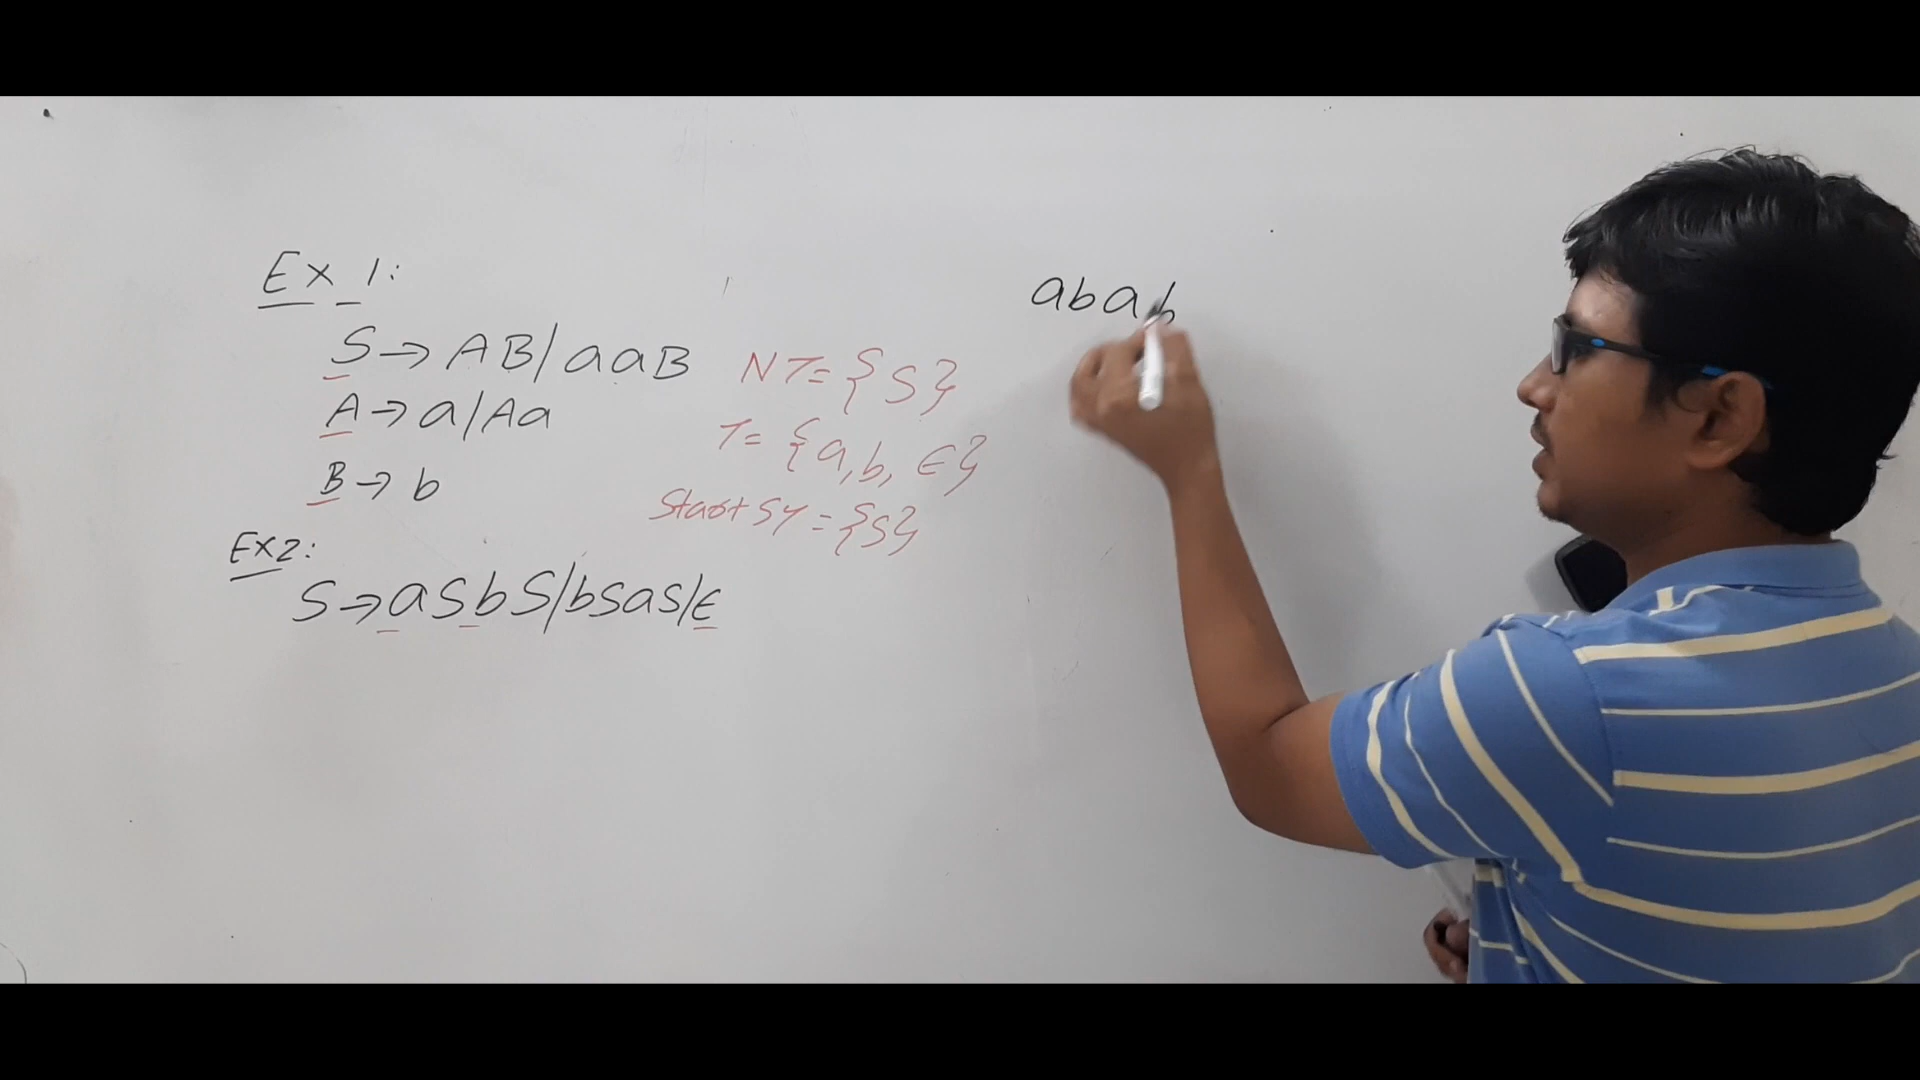 Ex 1:
S → AB/aaB
A → a/Aa
B → b
NT = {S}
T = {a, b, ϵ}
Start Sy = {S}
Ex2:
S → aSbS/bSaS/ϵ
abab